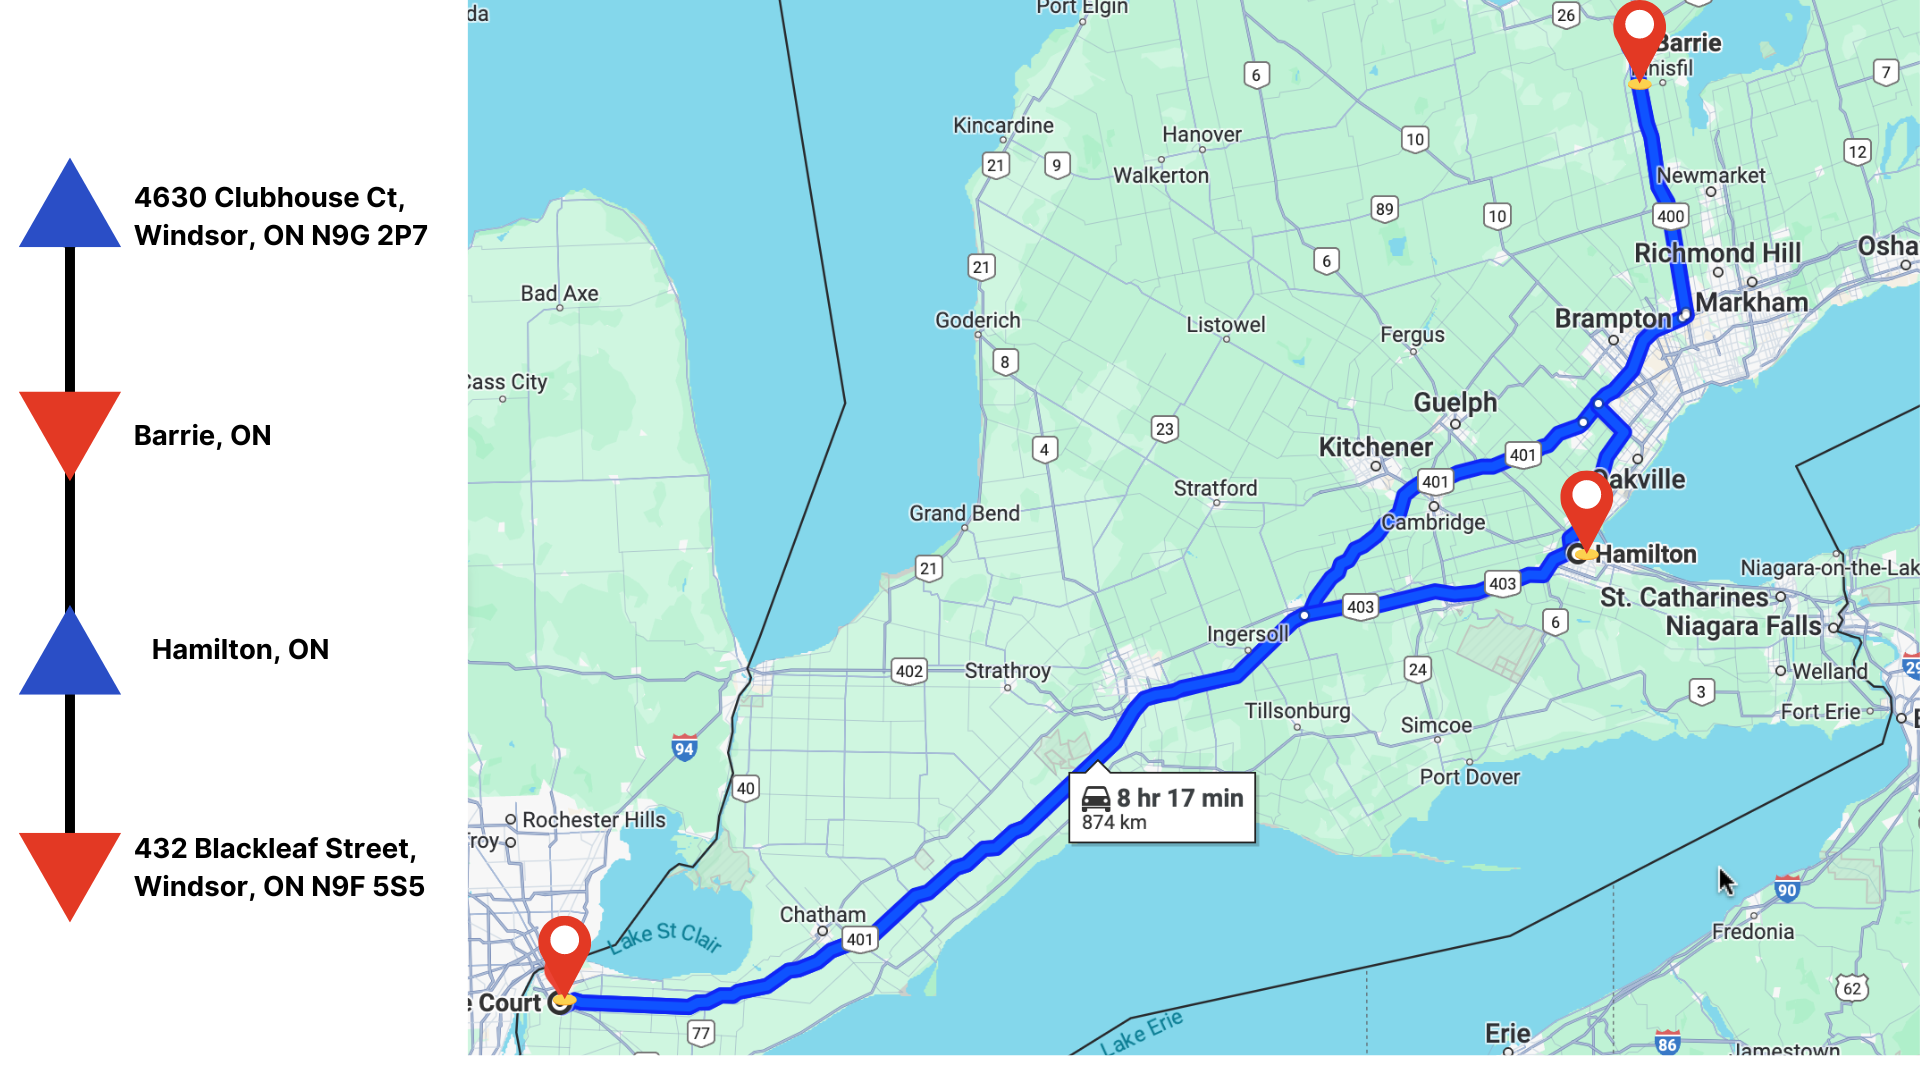 4630 Clubhouse Ct,
Windsor, ON N9G 2P7
Barrie, ON
Hamilton, ON
432 Blackleaf Street,
Windsor, ON N9F 5S5
da
Port Elgin
26
Barrie
nisfil
6
7
Kincardine
Hanover
10
12
21
9
Walkerton
Newmarket
89
10
400
Richmond Hill
Osha
6
21
Bad Axe
Markham
Goderich
Listowel
Brampton
Fergus
8
Cass City
Guelph
23
4
Kitchener
401
401
Oakville
Stratford
Grand Bend
Cambridge
Hamilton
21
Niagara-on-the-Lak
403
403
St. Catharines
6
Niagara Falls
Ingersoll
402
Strathroy
24
Welland
29
3
Tillsonburg
Simcoe
Fort Erie
E
94
Port Dover
40
8 hr 17 min
874 km
Rochester Hills
roy
90
Chatham
401
Lake St Clair
Fredonia
e Court
62
77
Lake Erie
Erie
86
Jamestown